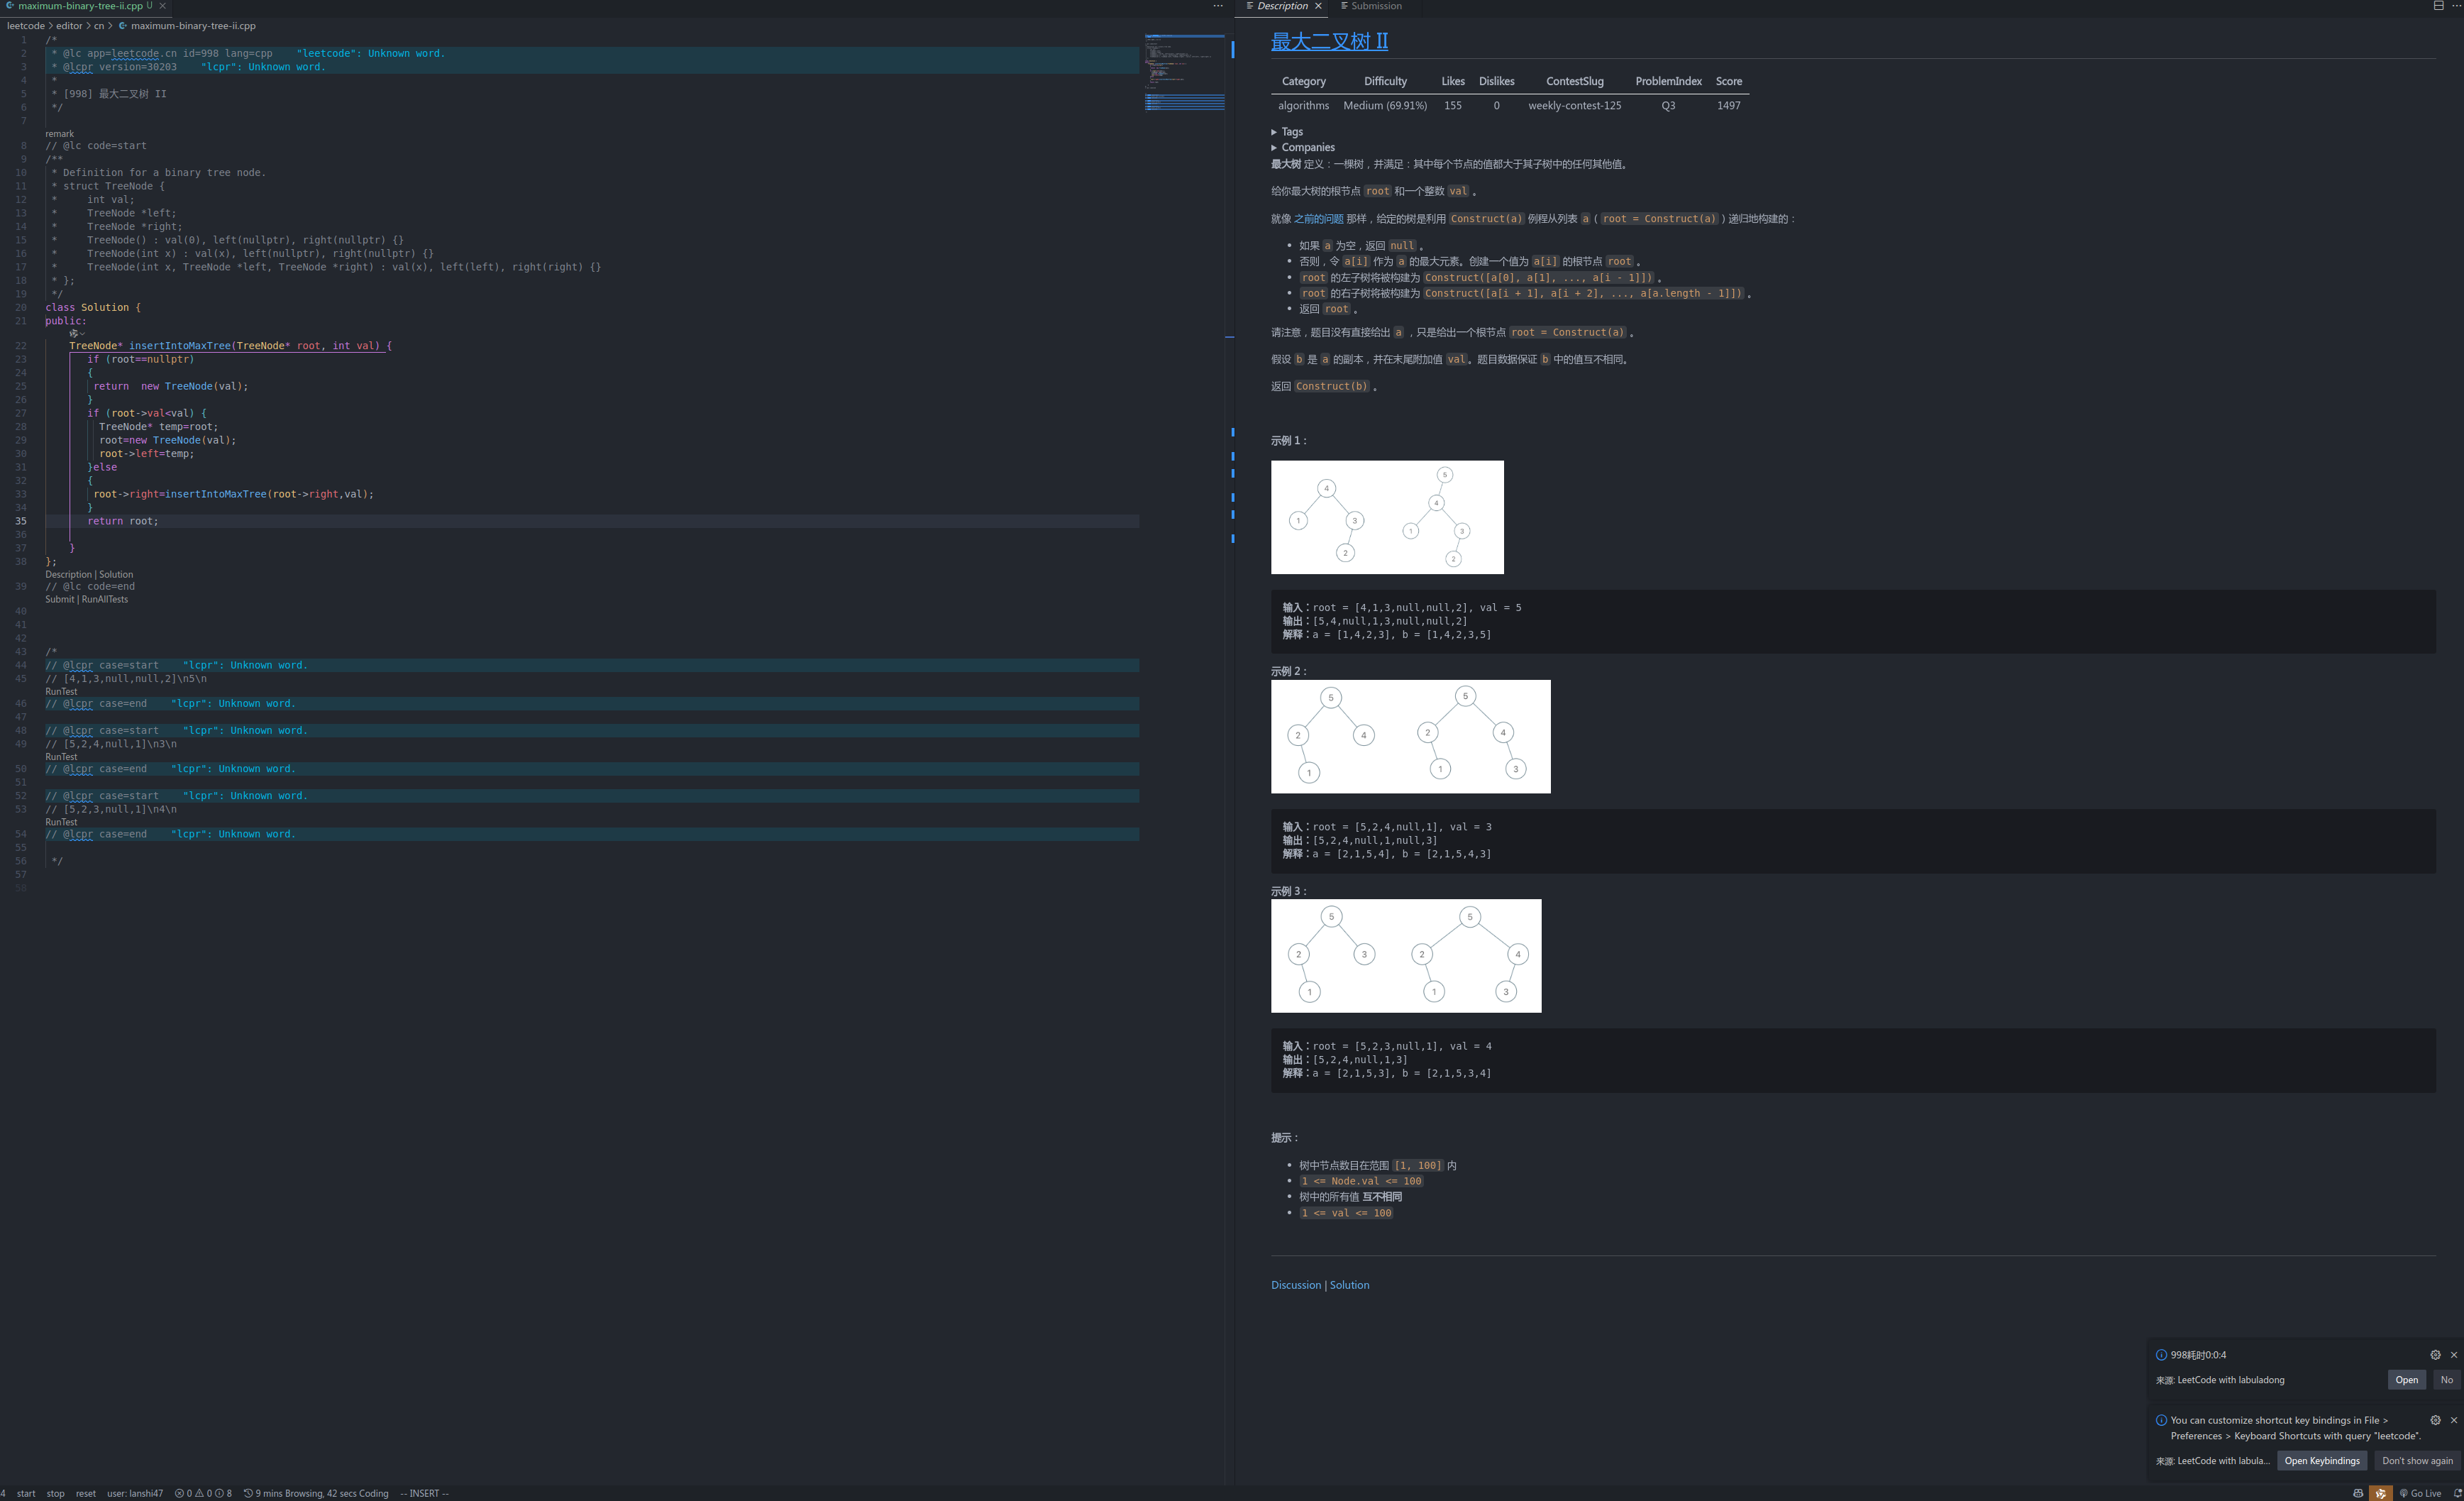 maximum-binary-tree-ii.cpp U
leetcode > editor > cn > maximum-binary-tree-ii.cpp
1 /*
2 * @lc app=leetcode.cn id=998 lang=cpp "leetcode": Unknown word.
3 * @lcpr version=30203 "lcpr": Unknown word.
4 *
5 * [998] 最大二叉树 II
6 */
7
remark
8 // @lc code=start
9 /**
10 * Definition for a binary tree node.
11 * struct TreeNode {
12 * int val;
13 * TreeNode *left;
14 * TreeNode *right;
15 * TreeNode() : val(0), left(nullptr), right(nullptr) {}
16 * TreeNode(int x) : val(x), left(nullptr), right(nullptr) {}
17 * TreeNode(int x, TreeNode *left, TreeNode *right) : val(x), left(left), right(right) {}
18 * };
19 */
20 class Solution {
21 public:
22 TreeNode* insertIntoMaxTree(TreeNode* root, int val) {
23 if (root==nullptr)
24 {
25 return  new TreeNode(val);
26 }
27 if (root->val<val) {
28 TreeNode* temp=root;
29 root=new TreeNode(val);
30 root->left=temp;
31 }else
32 {
33 root->right=insertIntoMaxTree(root->right,val);
34 }
35 return root;
36
37 }
38 };
Description | Solution
39 // @lc code=end
Submit | RunAllTests
40
41
42
43 /*
44 // @lcpr case=start "lcpr": Unknown word.
45 // [4,1,3,null,null,2]\n5\n
RunTest
46 // @lcpr case=end "lcpr": Unknown word.
47
48 // @lcpr case=start "lcpr": Unknown word.
49 // [5,2,4,null,1]\n3\n
RunTest
50 // @lcpr case=end "lcpr": Unknown word.
51
52 // @lcpr case=start "lcpr": Unknown word.
53 // [5,2,3,null,1]\n4\n
RunTest
54 // @lcpr case=end "lcpr": Unknown word.
55
56 */
57
58
Description Submission
最大二叉树 II
Category Difficulty Likes Dislikes ContestSlug ProblemIndex Score
algorithms Medium (69.91%) 155 0 weekly-contest-125 Q3 1497
Tags
Companies
最大树 定义：一棵树，并满足：其中每个节点的值都大于其子树中的任何其他值。
给你最大树的根节点 root 和一个整数 val 。
就像 之前的问题 那样，给定的树是利用 Construct(a) 例程从列表 a（root = Construct(a)）递归地构建的：
如果 a 为空，返回 null 。
否则，令 a[i] 作为 a 的最大元素。创建一个值为 a[i] 的根节点 root 。
root 的左子树将被构建为 Construct([a[0], a[1], ..., a[i - 1]]) 。
root 的右子树将被构建为 Construct([a[i + 1], a[i + 2], ..., a[a.length - 1]]) 。
返回 root 。
请注意，题目没有直接给出 a ，只是给出一个根节点 root = Construct(a) 。
假设 b 是 a 的副本，并在末尾附加值 val。题目数据保证 b 中的值互不相同。
返回 Construct(b) 。
示例 1：
5
4 4
1 3 1 3
2 2
输入：root = [4,1,3,null,null,2], val = 5
输出：[5,4,null,1,3,null,null,2]
解释：a = [1,4,2,3], b = [1,4,2,3,5]
示例 2：
5 5
2 4 2 4
1 1 3
输入：root = [5,2,4,null,1], val = 3
输出：[5,2,4,null,1,null,3]
解释：a = [2,1,5,4], b = [2,1,5,4,3]
示例 3：
5 5
2 3 2 4
1 1 3
输入：root = [5,2,3,null,1], val = 4
输出：[5,2,4,null,1,3]
解释：a = [2,1,5,3], b = [2,1,5,3,4]
提示：
树中节点数目在范围 [1, 100] 内
1 <= Node.val <= 100
树中的所有值 互不相同
1 <= val <= 100
Discussion | Solution
998耗时0:0:4
来源: LeetCode with labuladong Open No
You can customize shortcut key bindings in File >
Preferences > Keyboard Shortcuts with query "leetcode".
来源: LeetCode with labula... Open Keybindings Don't show again
4 start stop reset user: lanshi47 0 0 8 9 mins Browsing, 42 secs Coding -- INSERT -- Go Live